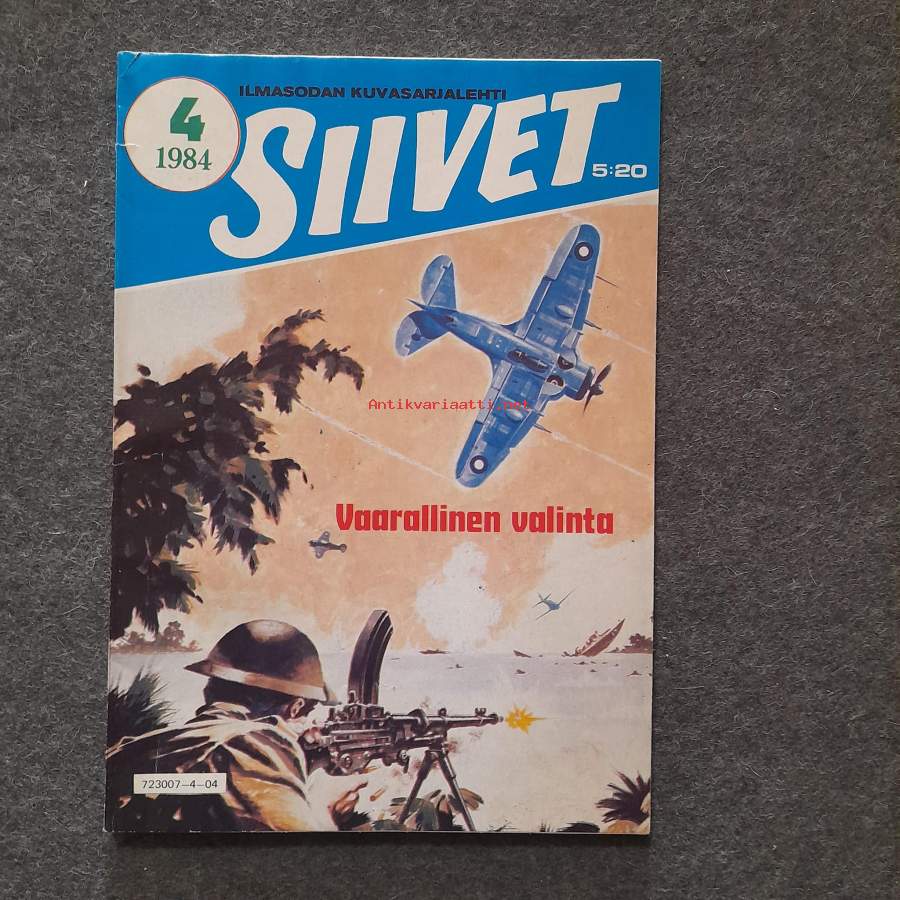 ILMASODAN KUVASARJALEHTI
4
1984
SIIVET
5:20
Antikvariaatti.net
Vaarallinen valinta
723007-4-04